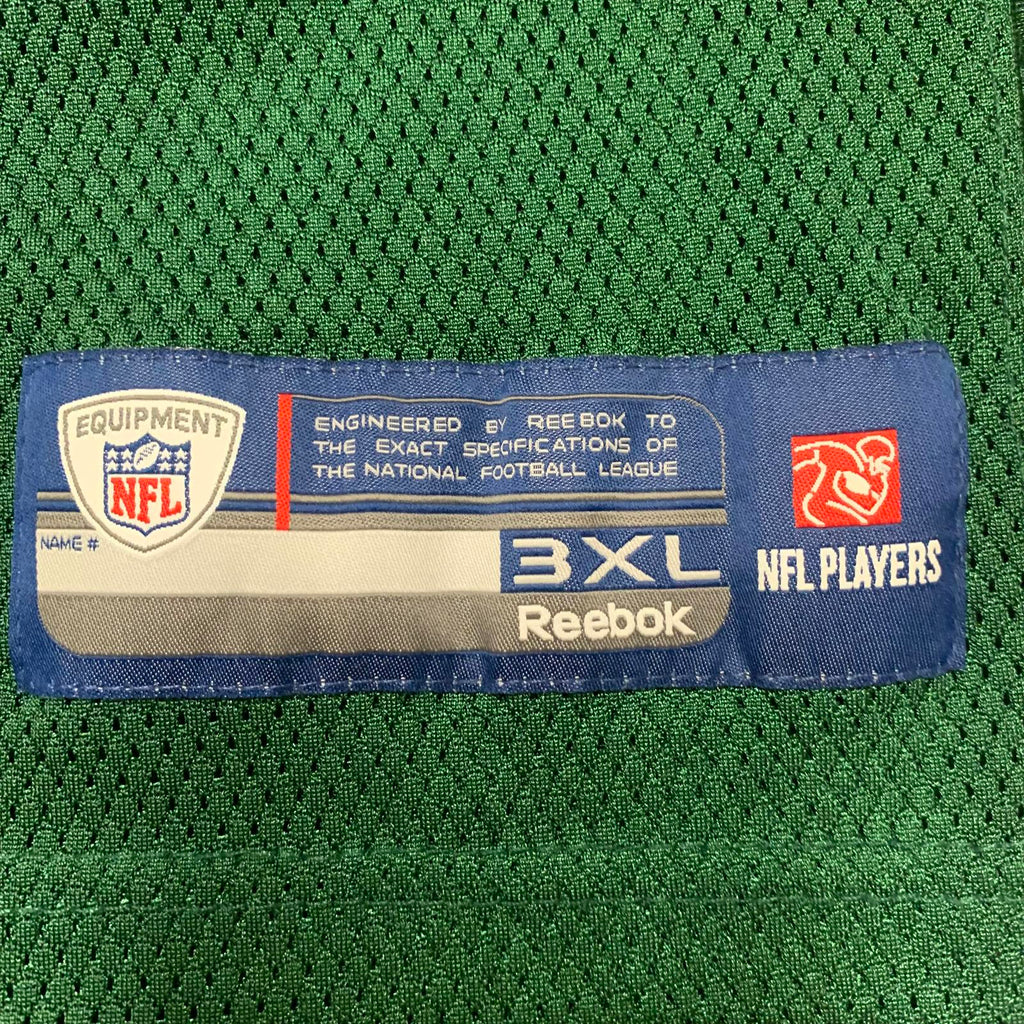 EQUIPMENT
NFL
ENGINEERED BY REEBOK TO
THE EXACT SPECIFICATIONS OF
THE NATIONAL FOOTBALL LEAGUE
NAME #
3XL
Reebok
NFL PLAYERS